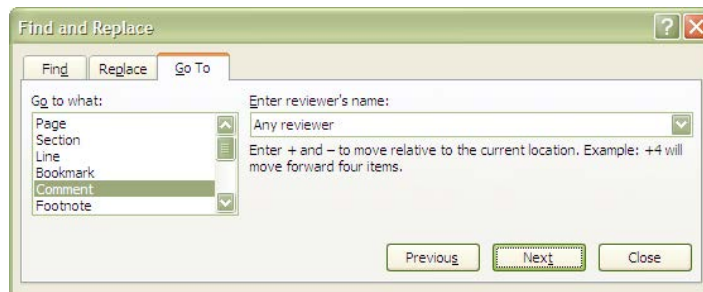 Find and Replace
Find
Replace
Go To
Go to what:
Page
Section
Line
Bookmark
Comment
Footnote
Enter reviewer's name:
Any reviewer
Enter + and – to move relative to the current location. Example: +4 will
move forward four items.
Previous
Next
Close